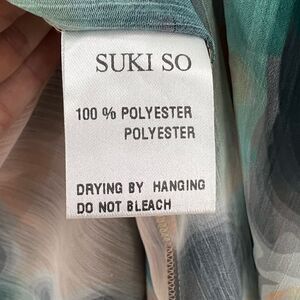 SUKI SO
100 % POLYESTER
POLYESTER
DRYING BY HANGING
DO NOT BLEACH